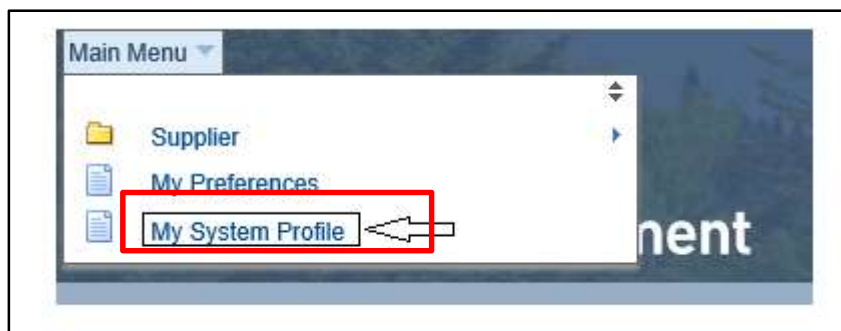 Main Menu
Supplier
My Preferences
My System Profile
nent